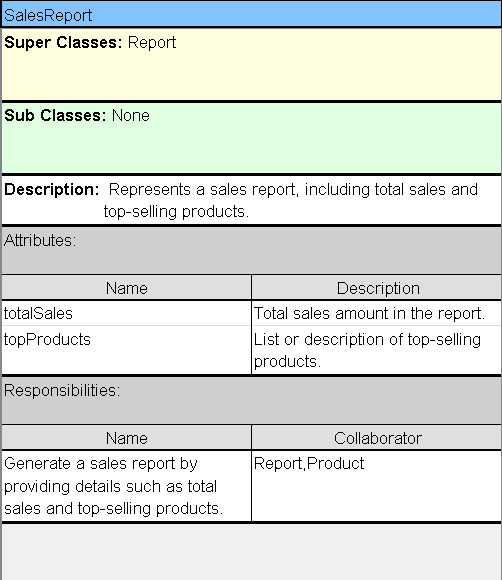 SalesReport
Super Classes: Report
Sub Classes: None
Description: Represents a sales report, including total sales and
top-selling products.
Attributes:
Name Description
totalSales Total sales amount in the report.
topProducts List or description of top-selling
products.
Responsibilities:
Name Collaborator
Generate a sales report by Report,Product
providing details such as total
sales and top-selling products.